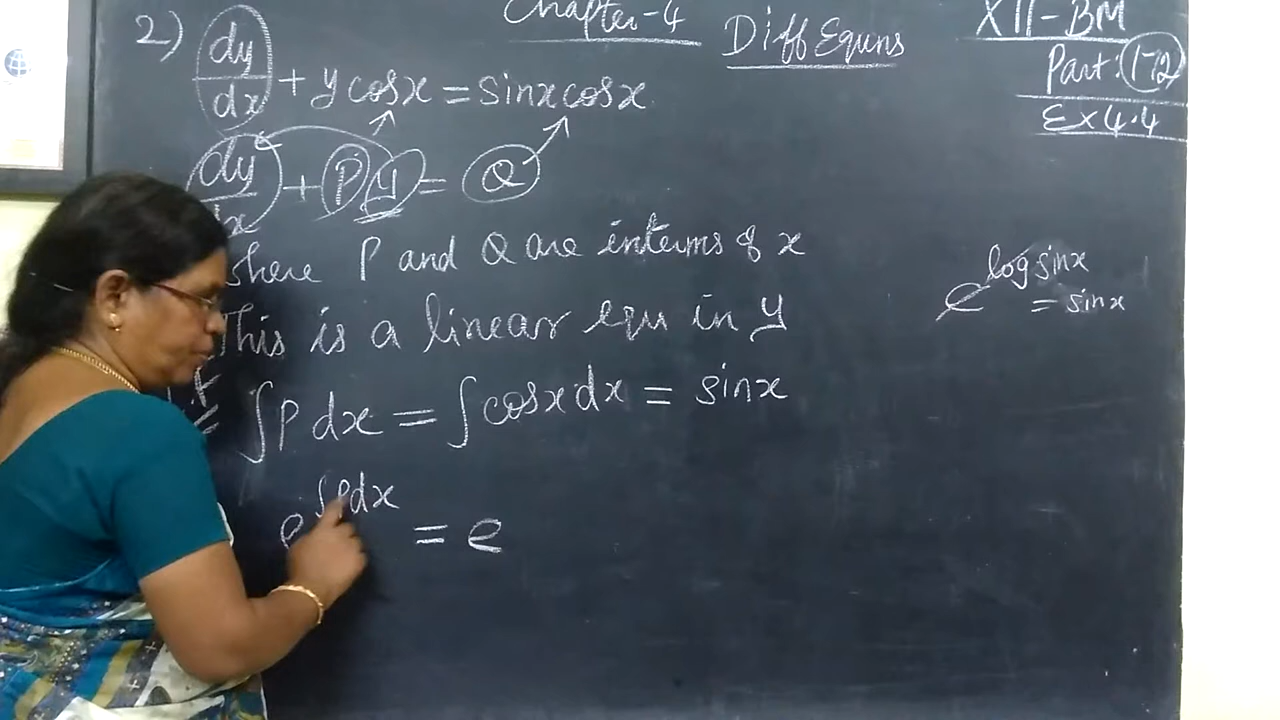 Chapter-4
Diff Equns
XII-BM
Part: 1-12
Ex 4.4
2) dy/dx + y cosx = sinx cosx
dy/dx + Py = Q
where P and Q are interms of x
This is a linear equ in y
I.F
∫P dx = ∫cosx dx = sinx
e^∫Pdx = e
e^log sinx
= sinx